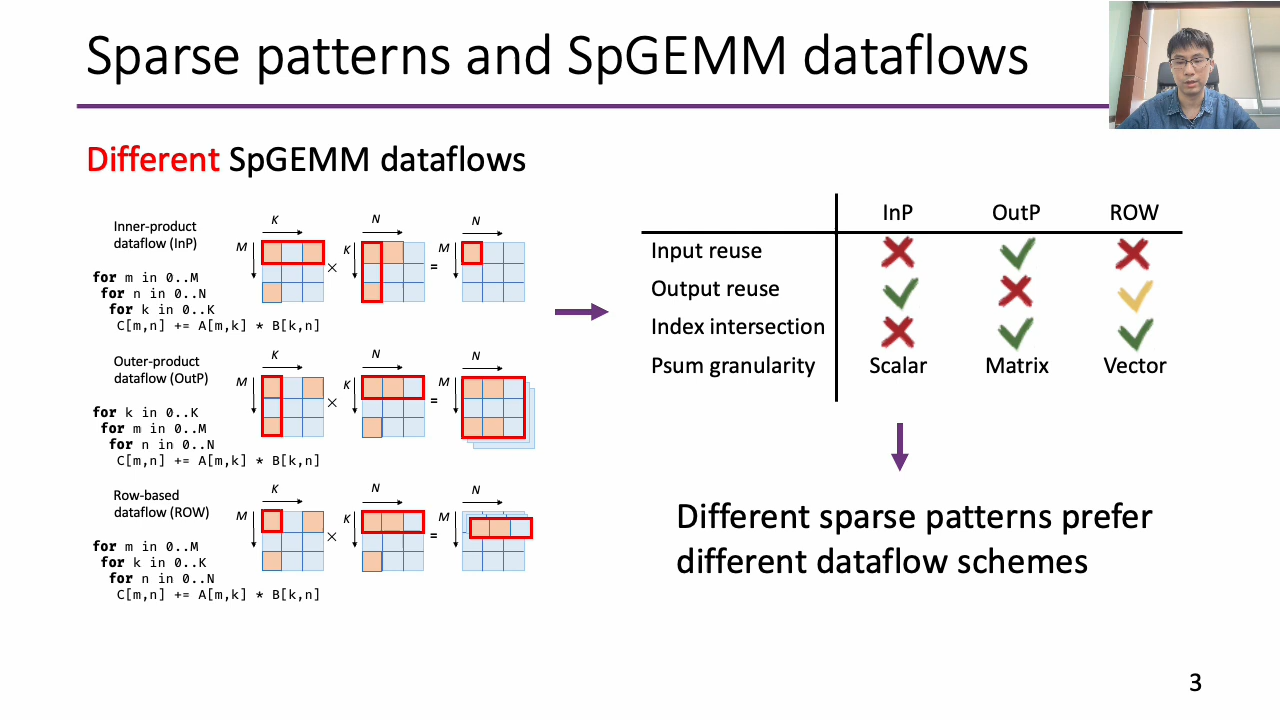 Sparse patterns and SpGEMM dataflows
Different SpGEMM dataflows
Inner-product
dataflow (InP)
for m in 0..M
for n in 0..N
for k in 0..K
C[m,n] += A[m,k] * B[k,n]
K
M
×
N
K
=
N
M
Outer-product
dataflow (OutP)
for k in 0..K
for m in 0..M
for n in 0..N
C[m,n] += A[m,k] * B[k,n]
K
M
×
N
K
=
N
M
Row-based
dataflow (ROW)
for m in 0..M
for k in 0..K
for n in 0..N
C[m,n] += A[m,k] * B[k,n]
K
M
×
N
K
=
N
M
InP OutP ROW
Input reuse
Output reuse
Index intersection
Psum granularity Scalar Matrix Vector
Different sparse patterns prefer
different dataflow schemes
3